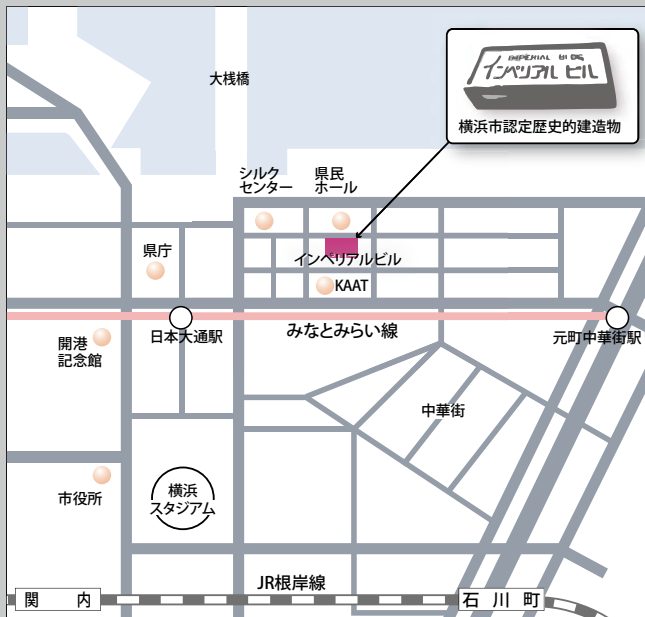 大桟橋
IMPERIAL BLDG
インペリアル ビル
横浜市認定歴史的建造物
シルク
センター
県民
ホール
県庁
インペリアルビル
KAAT
日本大通駅
みなとみらい線
元町中華街駅
開港
記念館
中華街
市役所
横浜
スタジアム
JR根岸線
関 内
石 川 町